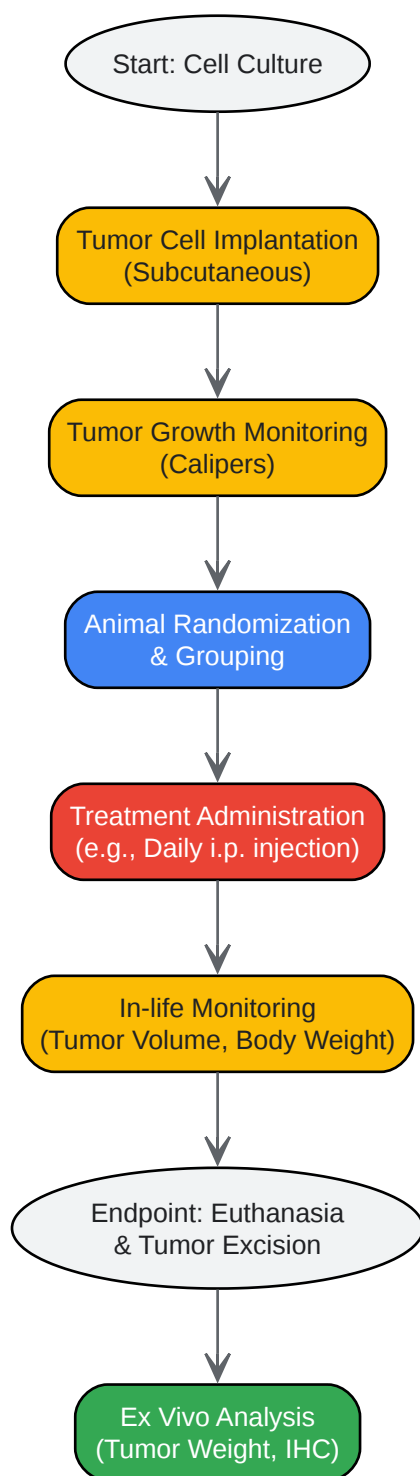 Start: Cell Culture
Tumor Cell Implantation
(Subcutaneous)
Tumor Growth Monitoring
(Calipers)
Animal Randomization
& Grouping
Treatment Administration
(e.g., Daily i.p. injection)
In-life Monitoring
(Tumor Volume, Body Weight)
Endpoint: Euthanasia
& Tumor Excision
Ex Vivo Analysis
(Tumor Weight, IHC)